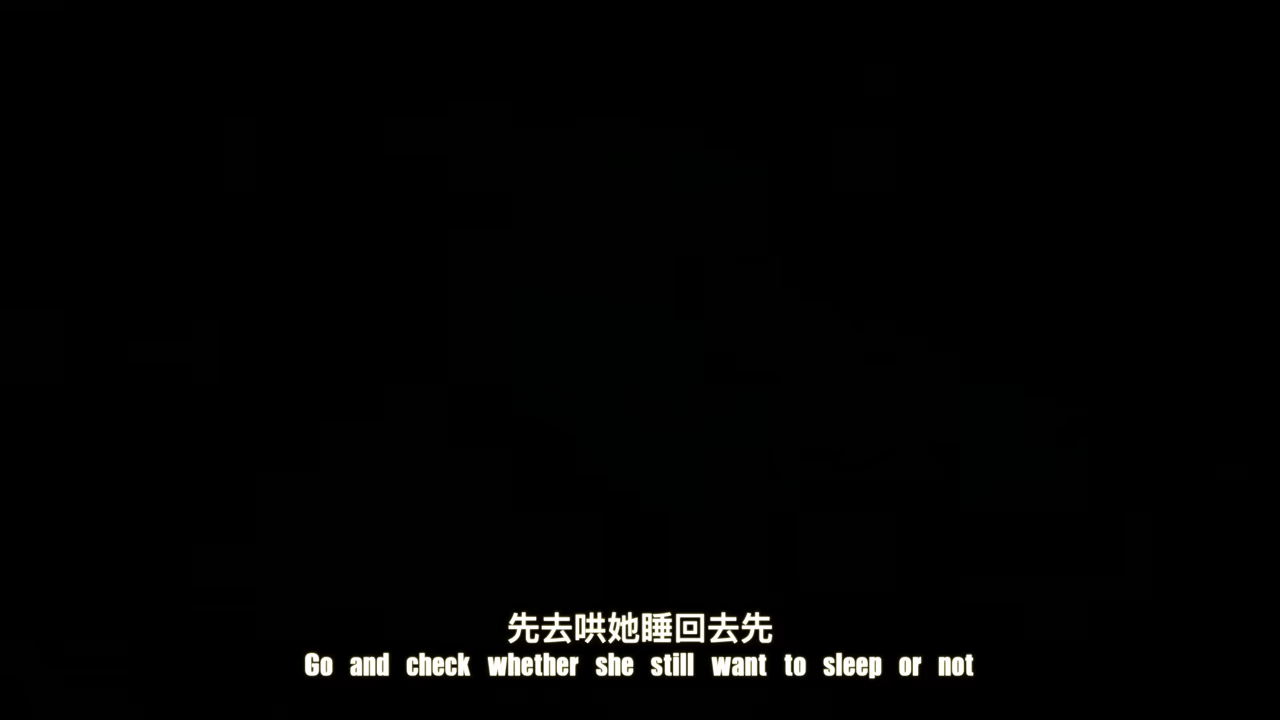 先去哄她睡回去先
Go and check whether she still want to sleep or not